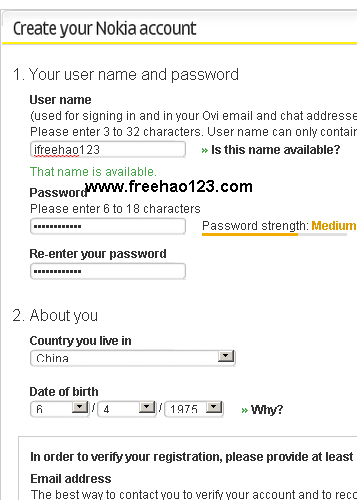 Create your Nokia account
1. Your user name and password
User name
(used for signing in and in your Ovi email and chat addresse
Please enter 3 to 32 characters. User name can only contain
ifreehao123 » Is this name available?
That name is available.
Password
www.freehao123.com
Please enter 6 to 18 characters
•••••••••••• Password strength: Medium
Re-enter your password
••••••••••••
2. About you
Country you live in
China
Date of birth
6 / 4 / 1975 » Why?
In order to verify your registration, please provide at least
Email address
The best way to contact you to verify your account and to reco